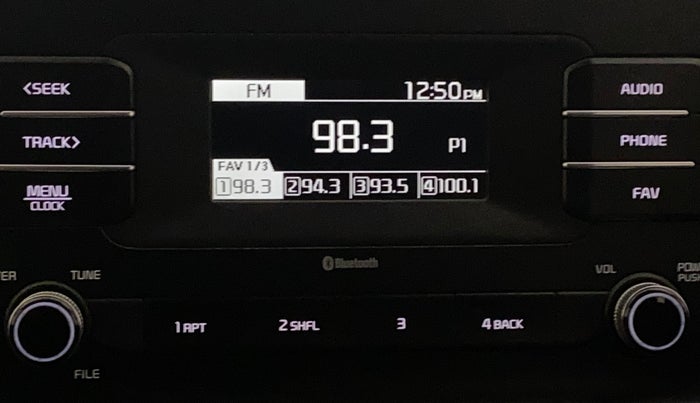 <SEEK
FM 12:50PM
AUDIO
TRACK>
98.3 P1
PHONE
FAV 1/3
MENU
CLOCK
1 98.3 2 94.3 3 93.5 4 100.1
FAV
Bluetooth
TUNE
VOL
1 RPT
2 SHFL
3
4 BACK
FILE